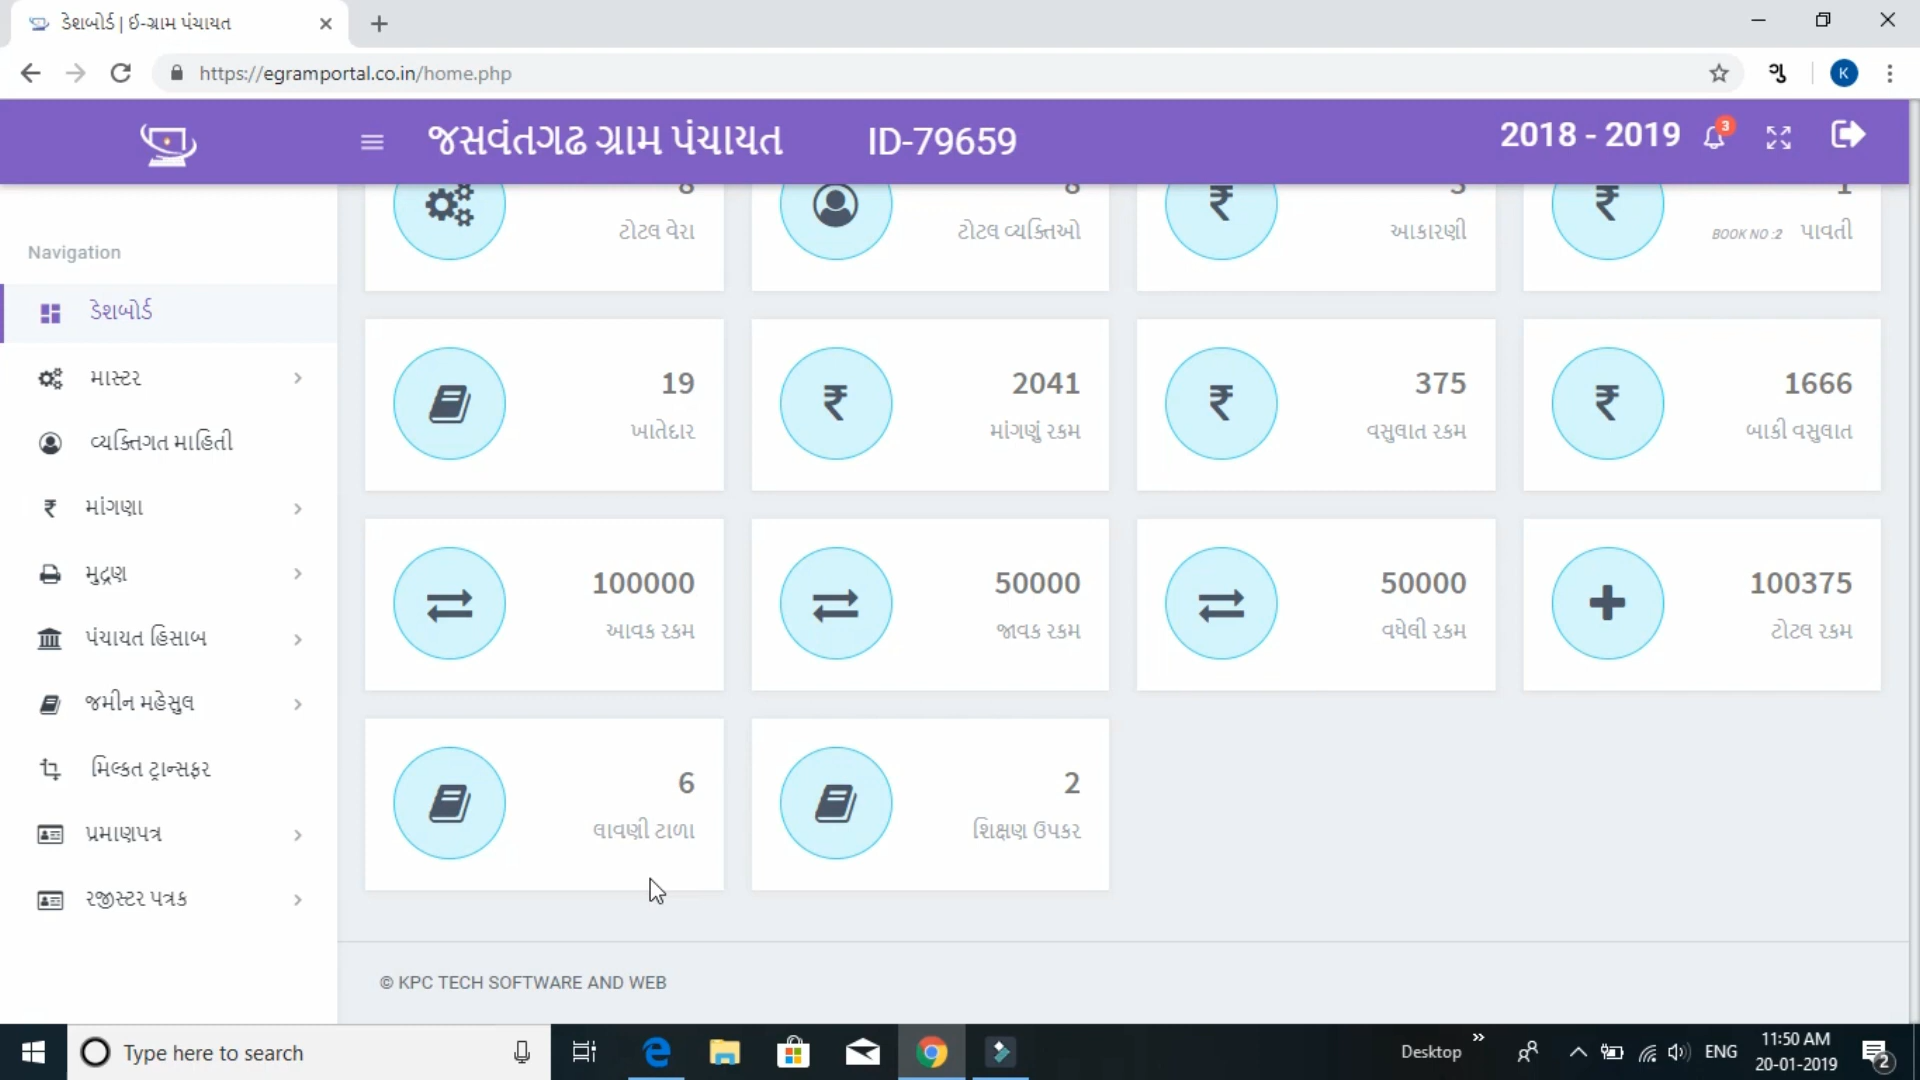 ડેશબોર્ડ | ઈ-ગ્રામ પંચાયત
https://egramportal.co.in/home.php
K
જસવંતગઢ ગ્રામ પંચાયત ID-79659 2018 - 2019 3
Navigation
ડેશબોર્ડ
માસ્ટર
વ્યક્તિગત માહિતી
માંગણા
મુદ્રણ
પંચાયત હિસાબ
જમીન મહેસુલ
મિલ્કત ટ્રાન્સફર
પ્રમાણપત્ર
રજીસ્ટર પત્રક
ટોટલ વેરા
ટોટલ વ્યક્તિઓ
આકારણી
BOOK NO :2 પાવતી
19
ખાતેદાર
2041
માંગણું રકમ
375
વસુલાત રકમ
1666
બાકી વસુલાત
100000
આવક રકમ
50000
જાવક રકમ
50000
વધેલી રકમ
100375
ટોટલ રકમ
6
લાવણી ટાળા
2
શિક્ષણ ઉપકર
© KPC TECH SOFTWARE AND WEB
Type here to search
Desktop
ENG
11:50 AM
20-01-2019
2